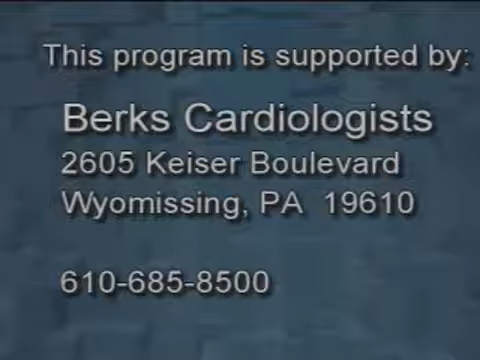 This program is supported by:
Berks Cardiologists
2605 Keiser Boulevard
Wyomissing, PA 19610
610-685-8500